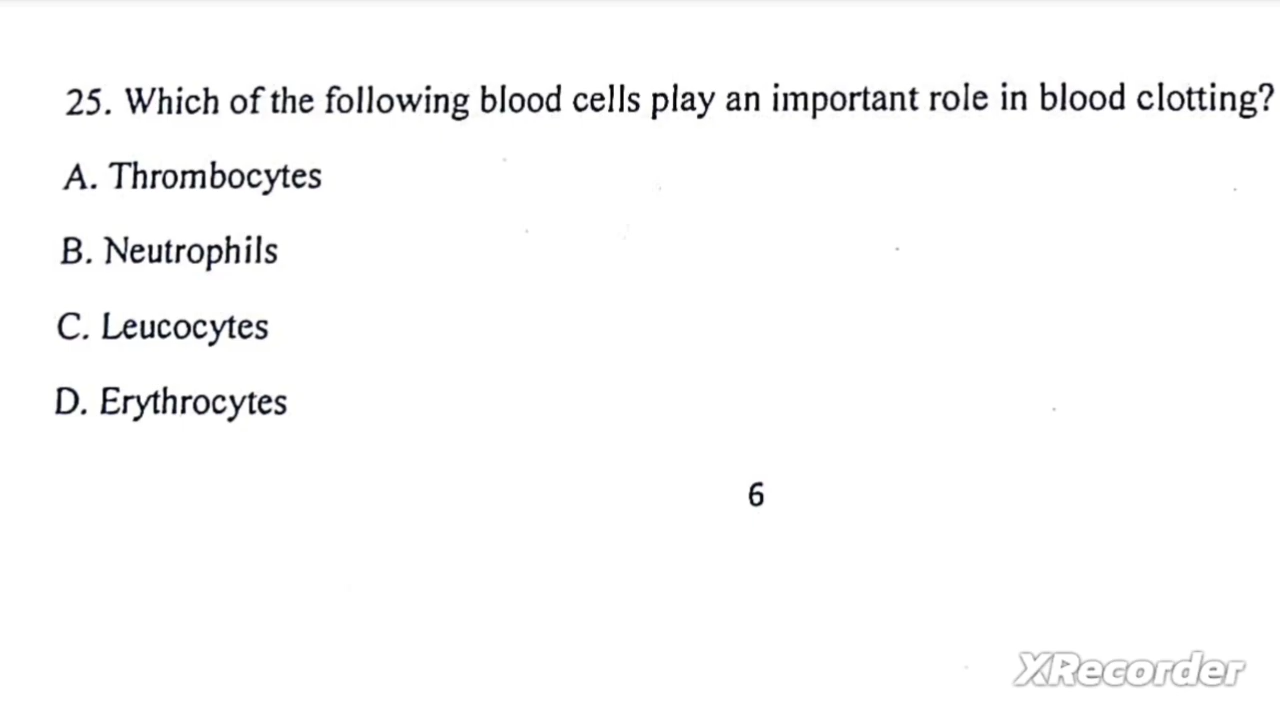 25. Which of the following blood cells play an important role in blood clotting?
A. Thrombocytes
B. Neutrophils
C. Leucocytes
D. Erythrocytes
6
XRecorder